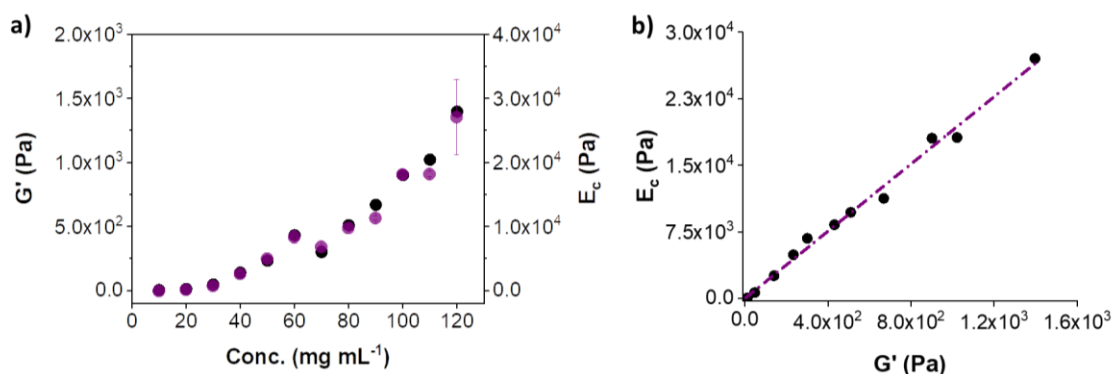 a)
2.0x10³
1.5x10³
1.0x10³
5.0x10²
0.0
G' (Pa)
4.0x10⁴
3.0x10⁴
2.0x10⁴
1.0x10⁴
0.0
E_c (Pa)
0 20 40 60 80 100 120
Conc. (mg mL⁻¹)
b)
3.0x10⁴
2.3x10⁴
1.5x10⁴
7.5x10³
0.0
E_c (Pa)
0.0 4.0x10² 8.0x10² 1.2x10³ 1.6x10³
G' (Pa)